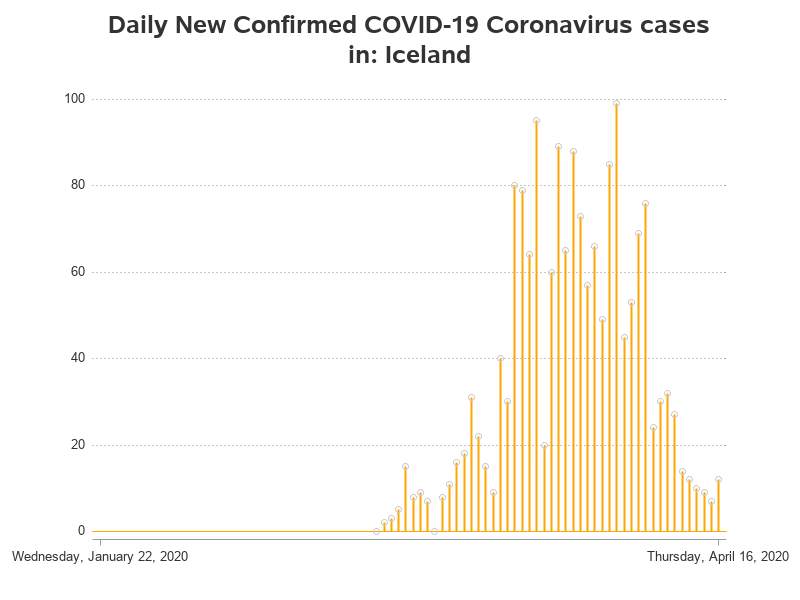 Daily New Confirmed COVID-19 Coronavirus cases
in: Iceland
100
80
60
40
20
0
Wednesday, January 22, 2020
Thursday, April 16, 2020